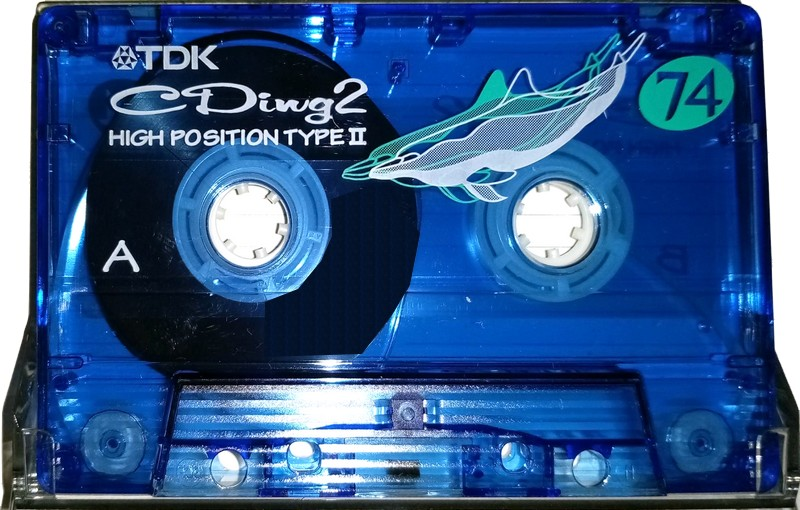 TDK
CDing2
HIGH POSITION TYPE II
74
A
B